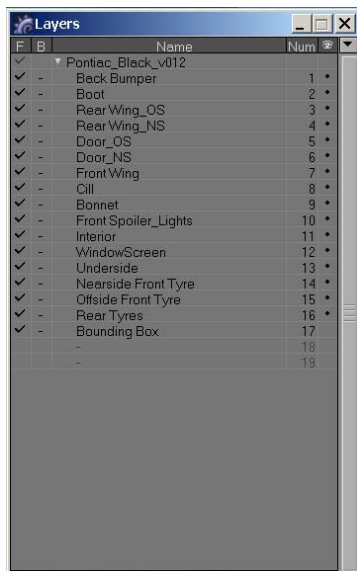 Layers
F B Name Num
Pontiac_Black_v012
Back Bumper 1
Boot 2
Rear Wing_OS 3
Rear Wing_NS 4
Door_OS 5
Door_NS 6
Front Wing 7
Cill 8
Bonnet 9
Front Spoiler_Lights 10
Interior 11
WindowScreen 12
Underside 13
Nearside Front Tyre 14
Offside Front Tyre 15
Rear Tyres 16
Bounding Box 17
- 18
- 19